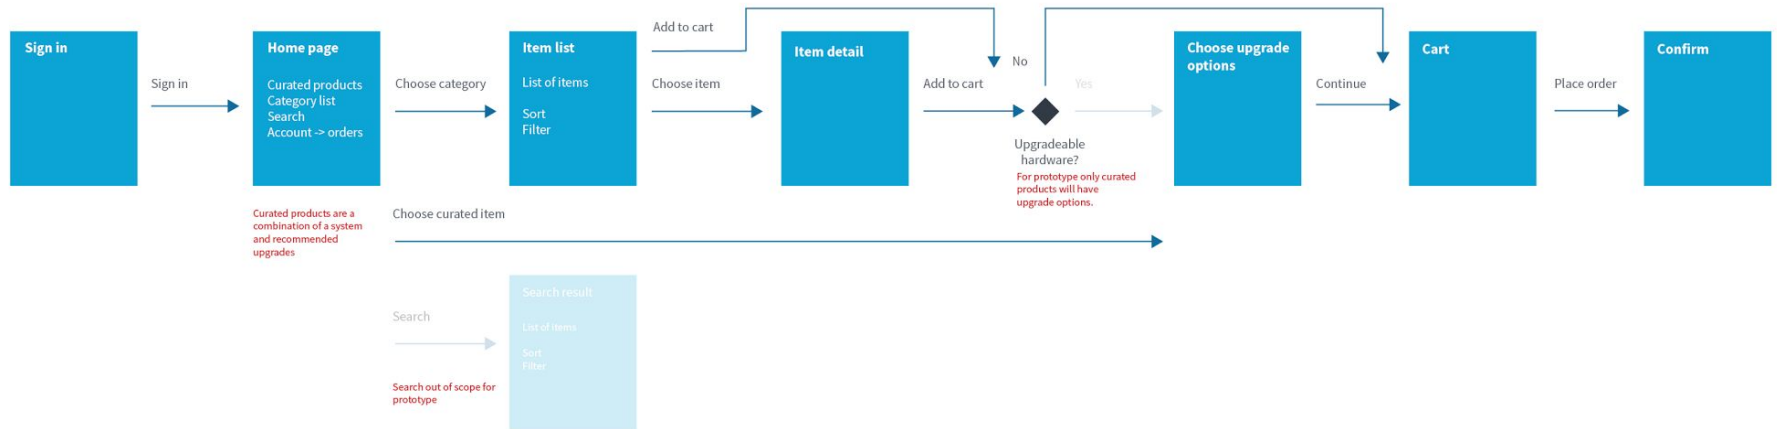 Sign in
Sign in
Home page
Curated products
Category list
Search
Account -> orders
Curated products are a
combination of a system
and recommended
upgrades
Choose category
Item list
List of items
Sort
Filter
Add to cart
Choose item
Item detail
Add to cart
No
Yes
Upgradeable
hardware?
For prototype only curated
products will have
upgrade options.
Choose upgrade
options
Continue
Cart
Place order
Confirm
Choose curated item
Search
Search out of scope for
prototype
Search result
List of items
Sort
Filter